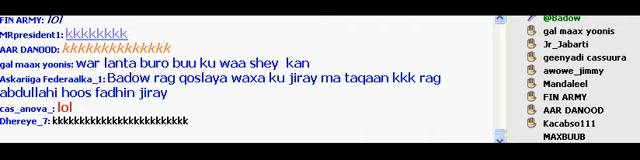 FIN ARMY: lol
MRpresident1: kkkkkkkk
AAR DANOOD: kkkkkkkkkkkkkk
gal maax yoonis: war lanta buro buu ku waa shey kan
Askariiga Federaalka_1: Badow rag qoslaya waxa ku jiray ma taqaan kkk rag
abdullahi hoos fadhin jiray
cas_anova_: lol
Dhereye_7: kkkkkkkkkkkkkkkkkkkkkkkkk
@Badow
gal maax yoonis
Jr_Jabarti
geenyadi cassuura
awowe_jimmy
Mandaleel
FIN ARMY
AAR DANOOD
Kacabso111
MAXBUUB